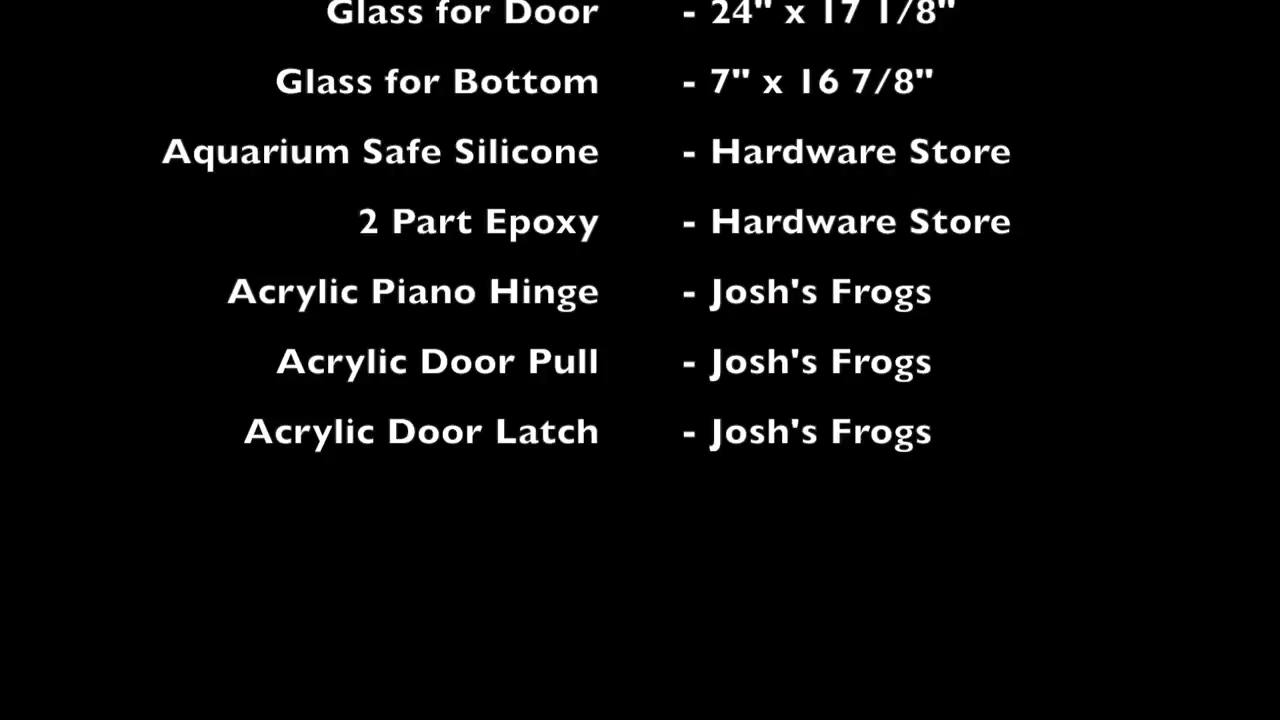 Glass for Door - 24" x 17 1/8"
Glass for Bottom - 7" x 16 7/8"
Aquarium Safe Silicone - Hardware Store
2 Part Epoxy - Hardware Store
Acrylic Piano Hinge - Josh's Frogs
Acrylic Door Pull - Josh's Frogs
Acrylic Door Latch - Josh's Frogs